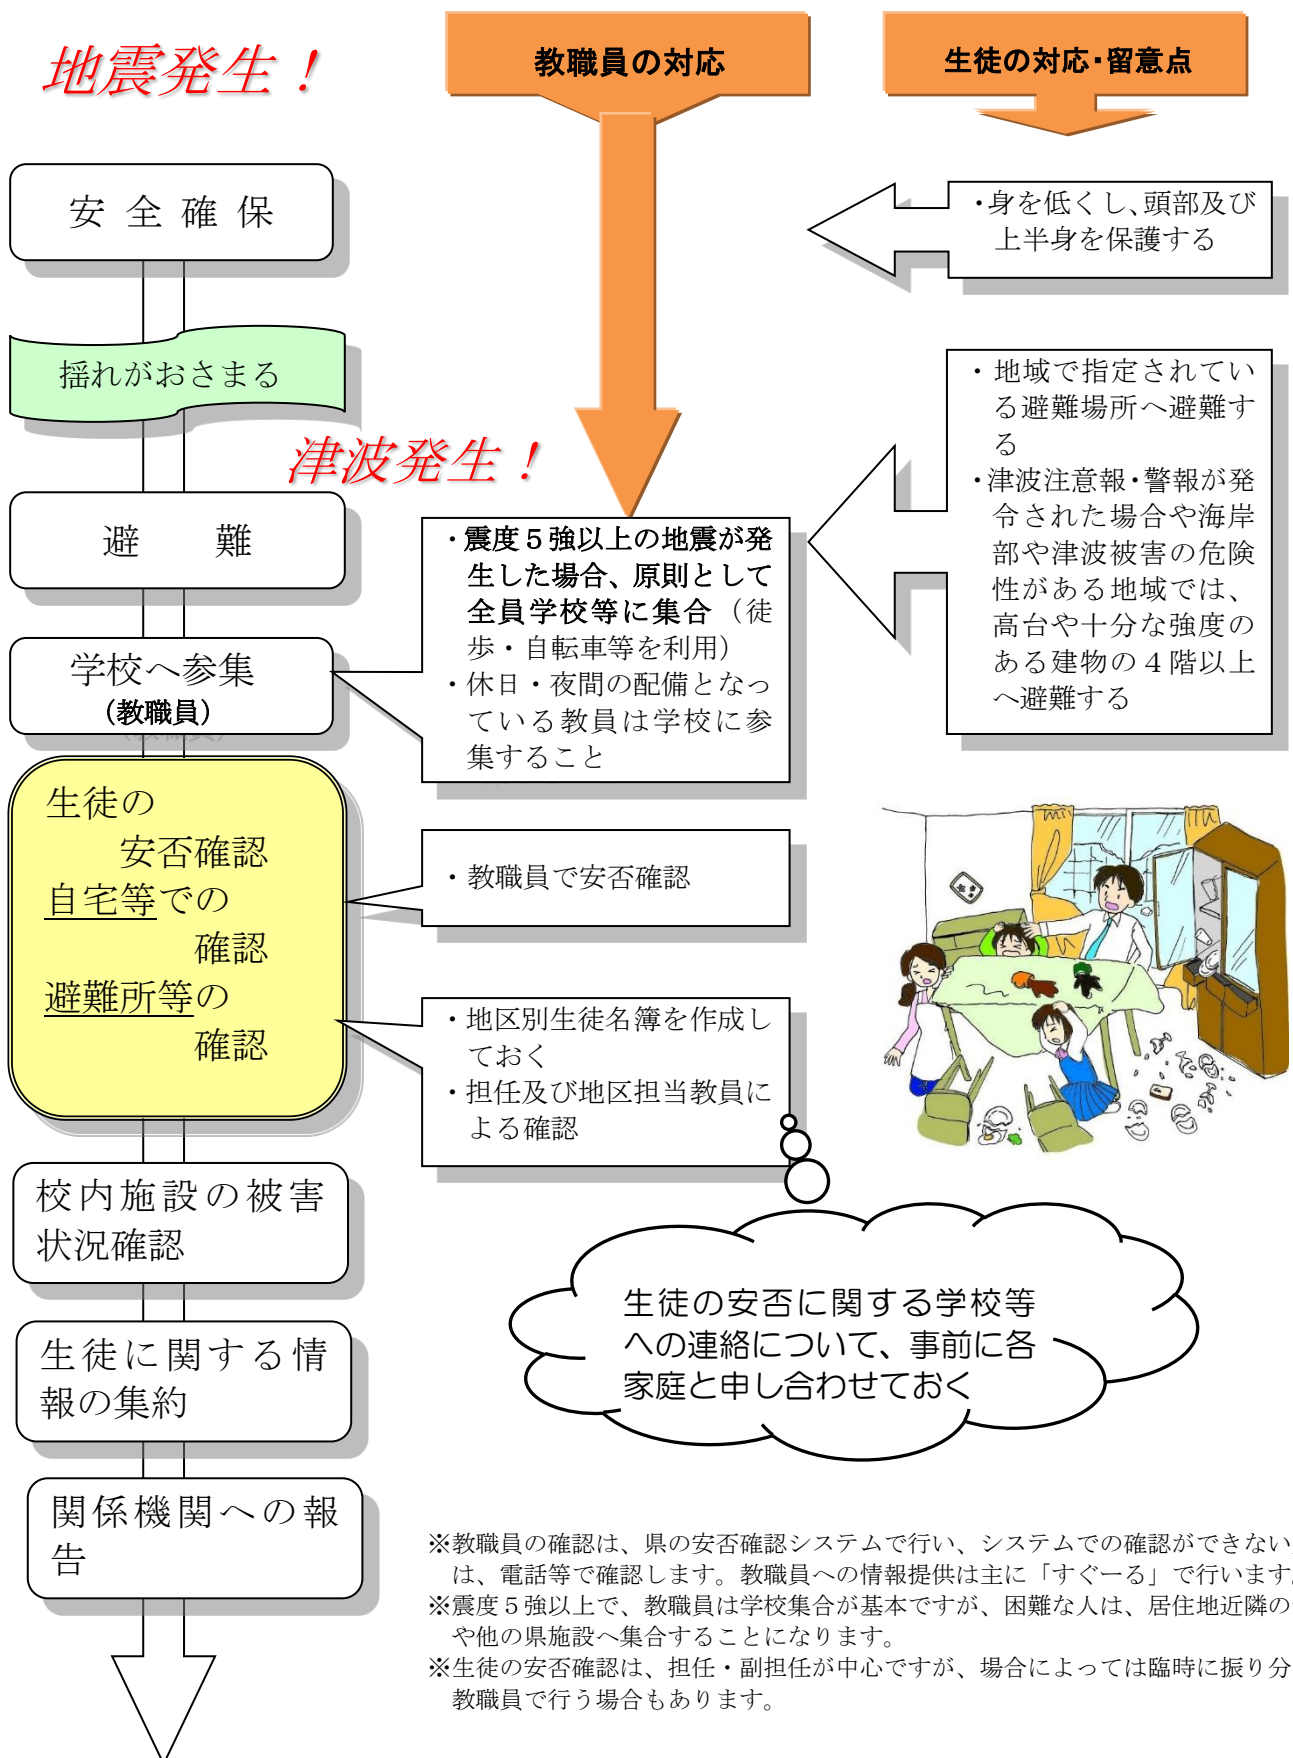 地震発生！
教職員の対応
生徒の対応・留意点
安全確保
・身を低くし、頭部及び
上半身を保護する
揺れがおさまる
津波発生！
・地域で指定されてい
る避難場所へ避難す
る
・津波注意報・警報が発
令された場合や海岸
部や津波被害の危険
性がある地域では、
高台や十分な強度の
ある建物の４階以上
へ避難する
避　難
・震度５強以上の地震が発
生した場合、原則として
全員学校等に集合（徒
歩・自転車等を利用）
・休日・夜間の配備となっ
ている教員は学校に参
集すること
学校へ参集
（教職員）
生徒の
安否確認
自宅等での
確認
避難所等の
確認
・教職員で安否確認
・地区別生徒名簿を作成し
ておく
・担任及び地区担当教員に
よる確認
校内施設の被害
状況確認
生徒の安否に関する学校等
への連絡について、事前に各
家庭と申し合わせておく
生徒に関する情
報の集約
関係機関への報
告
※教職員の確認は、県の安否確認システムで行い、システムでの確認ができない
は、電話等で確認します。教職員への情報提供は主に「すぐーる」で行います。
※震度５強以上で、教職員は学校集合が基本ですが、困難な人は、居住地近隣の
や他の県施設へ集合することになります。
※生徒の安否確認は、担任・副担任が中心ですが、場合によっては臨時に振り分
教職員で行う場合もあります。